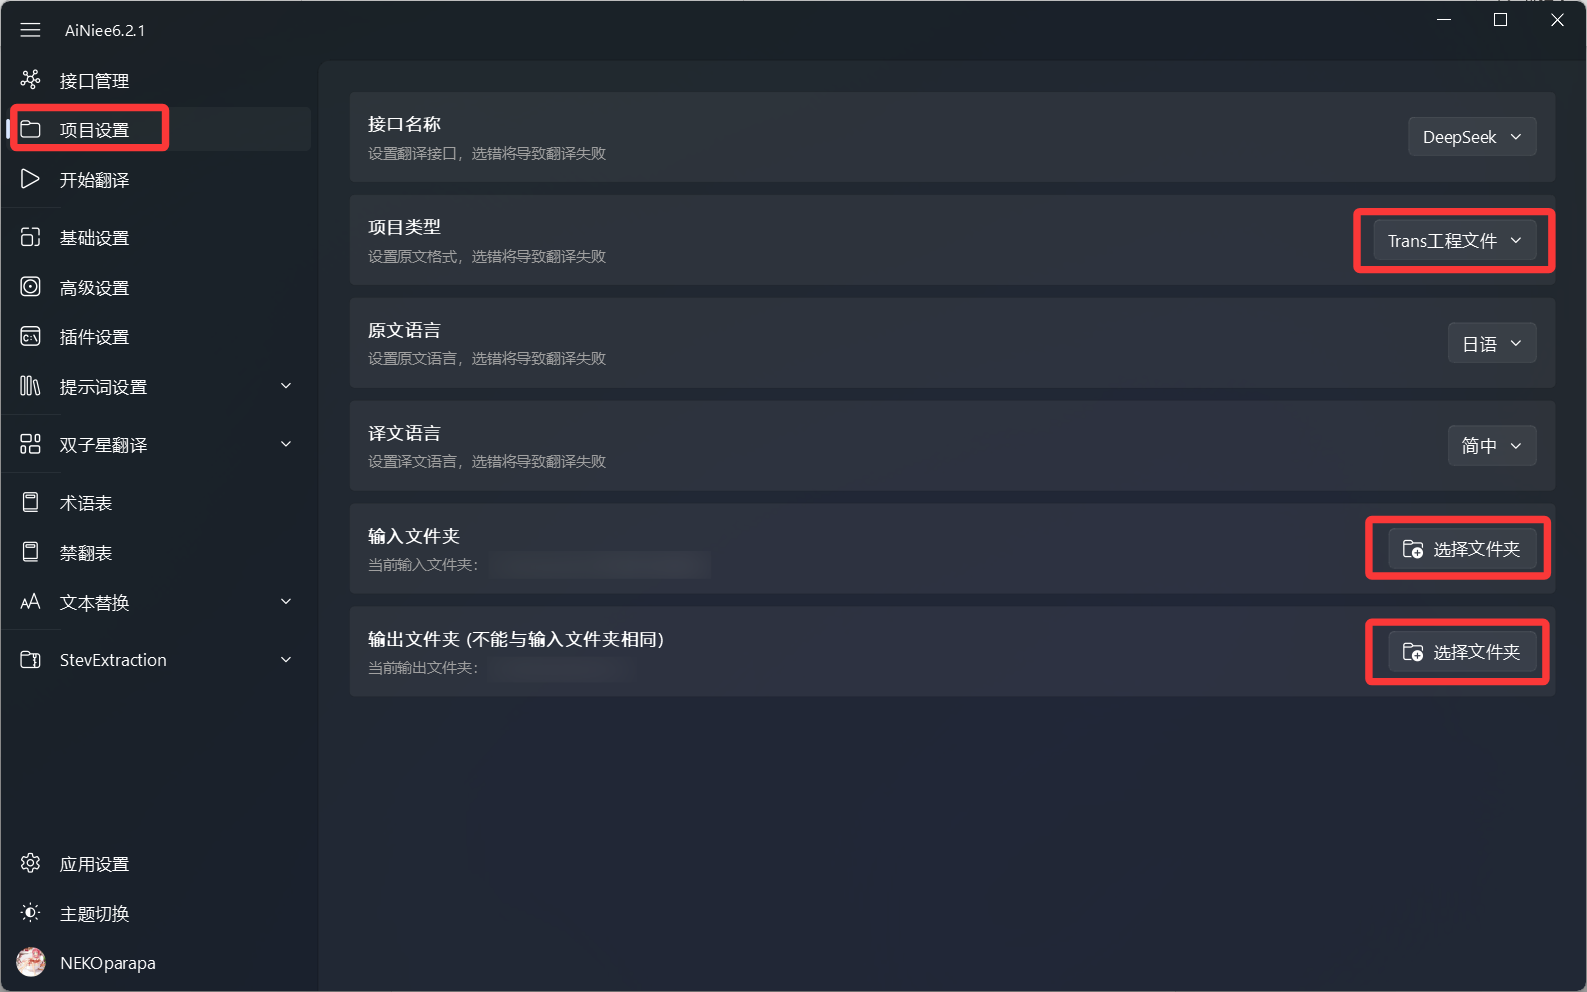 AiNiee6.2.1
接口管理
项目设置
开始翻译
基础设置
高级设置
插件设置
提示词设置
双子星翻译
术语表
禁翻表
文本替换
StevExtraction
应用设置
主题切换
NEKOparapa
接口名称
设置翻译接口，选错将导致翻译失败
DeepSeek
项目类型
设置原文格式，选错将导致翻译失败
Trans工程文件
原文语言
设置原文语言，选错将导致翻译失败
日语
译文语言
设置译文语言，选错将导致翻译失败
简中
输入文件夹
当前输入文件夹：
选择文件夹
输出文件夹 (不能与输入文件夹相同)
当前输出文件夹：
选择文件夹